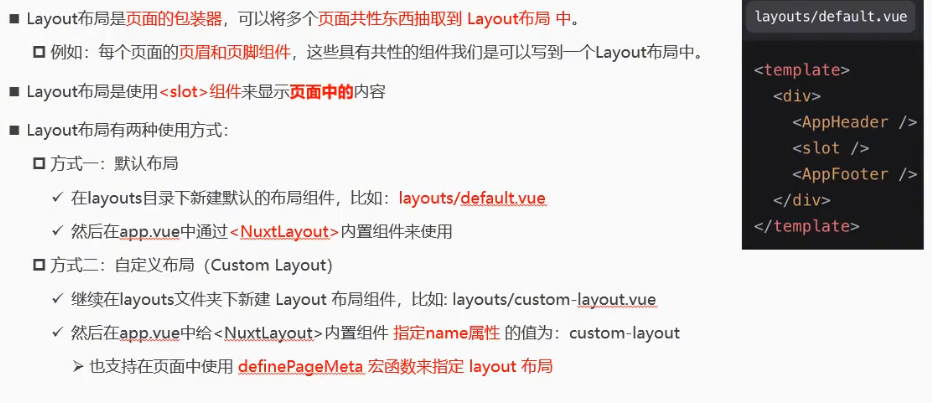 Layout布局是页面的包装器，可以将多个页面共性东西抽取到 Layout布局 中。
例如：每个页面的页眉和页脚组件，这些具有共性的组件我们是可以写到一个Layout布局中。
Layout布局是使用<slot>组件来显示页面中的内容
Layout布局有两种使用方式：
方式一：默认布局
在layouts目录下新建默认的布局组件，比如：layouts/default.vue
然后在app.vue中通过<NuxtLayout>内置组件来使用
方式二：自定义布局（Custom Layout）
继续在layouts文件夹下新建 Layout 布局组件，比如: layouts/custom-layout.vue
然后在app.vue中给<NuxtLayout>内置组件 指定name属性 的值为：custom-layout
也支持在页面中使用 definePageMeta 宏函数来指定 layout 布局
layouts/default.vue
<template>
<div>
<AppHeader />
<slot />
<AppFooter />
</div>
</template>